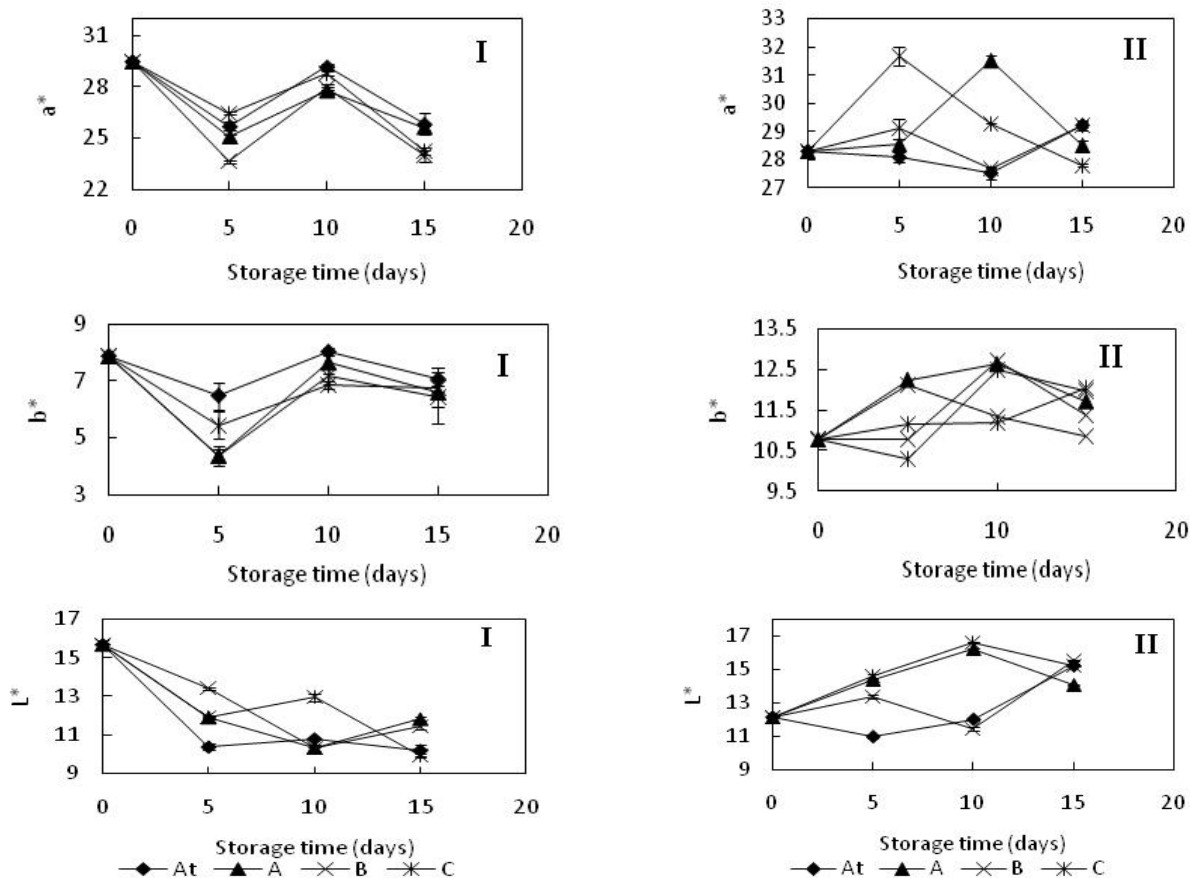 31
28
25
22
a*
I
0 5 10 15 20
Storage time (days)
33
32
31
30
29
28
27
a*
II
0 5 10 15 20
Storage time (days)
9
7
5
3
b*
I
0 5 10 15 20
Storage time (days)
13.5
12.5
11.5
10.5
9.5
b*
II
0 10 20
Storage time (days)
17
15
13
11
9
L*
I
0 5 10 15 20
Storage time (days)
At A B C
17
15
13
11
9
L*
II
0 5 10 15 20
Storage time (days)
At A B C